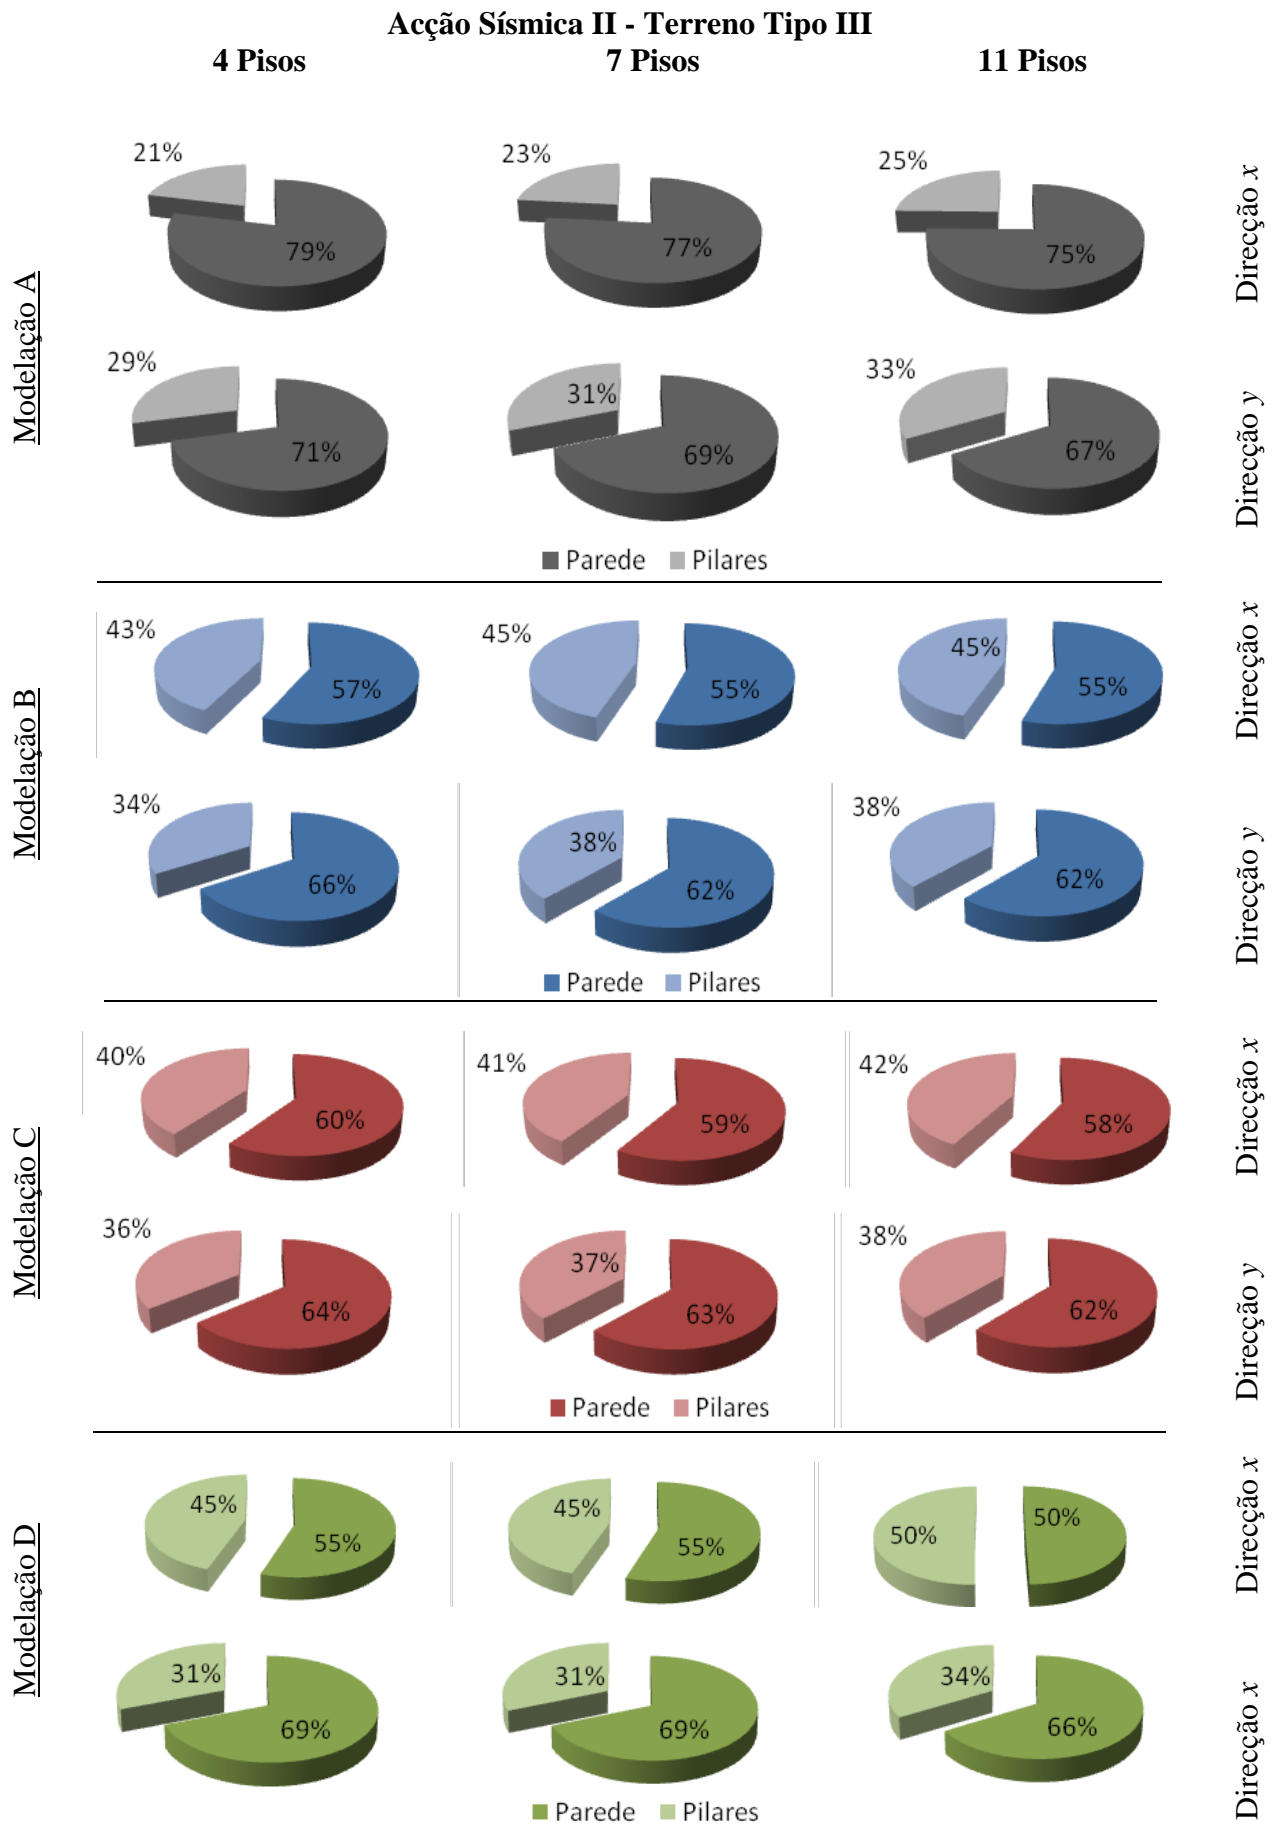 Acção Sísmica II - Terreno Tipo III
4 Pisos 7 Pisos 11 Pisos
Modelação A
21% 79% 23% 77% 25% 75%
Direcção x
29% 71% 31% 69% 33% 67%
Direcção y
Parede Pilares
Modelação B
43% 57% 45% 55% 45% 55%
Direcção x
34% 66% 38% 62% 38% 62%
Direcção y
Parede Pilares
Modelação C
40% 60% 41% 59% 42% 58%
Direcção x
36% 64% 37% 63% 38% 62%
Direcção y
Parede Pilares
Modelação D
45% 55% 45% 55% 50% 50%
Direcção x
31% 69% 31% 69% 34% 66%
Direcção x
Parede Pilares